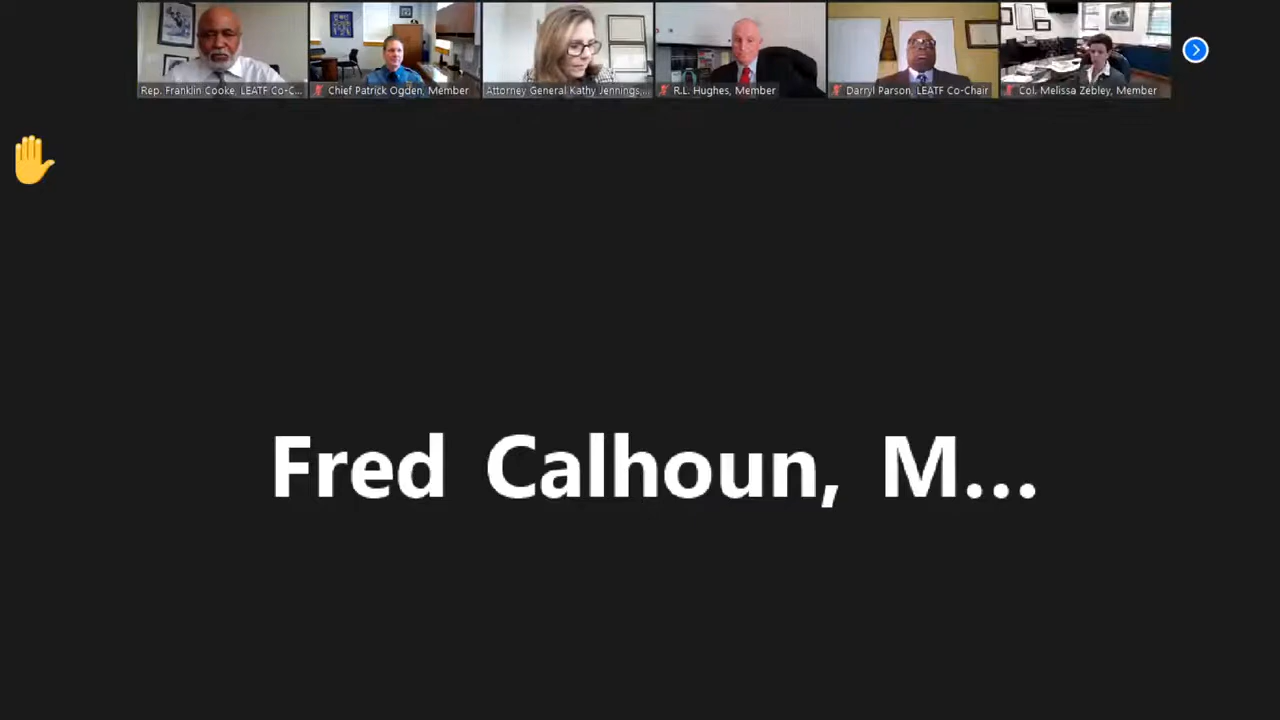 Rep. Franklin Cooke, LEATF Co-C...
Chief Patrick Ogden, Member
Attorney General Kathy Jennings,...
R.L. Hughes, Member
Darryl Parson, LEATF Co-Chair
Col. Melissa Zebley, Member
Fred Calhoun, M...